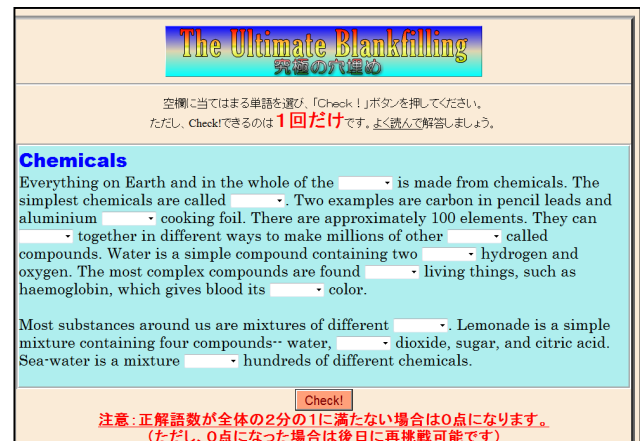 The Ultimate Blankfilling
究極の穴埋め
空欄に当てはまる単語を選び、「Check！」ボタンを押してください。
ただし、Check!できるのは１回だけです。よく読んで解答しましょう。
Chemicals
Everything on Earth and in the whole of the is made from chemicals. The
simplest chemicals are called . Two examples are carbon in pencil leads and
aluminium cooking foil. There are approximately 100 elements. They can
together in different ways to make millions of other called
compounds. Water is a simple compound containing two hydrogen and
oxygen. The most complex compounds are found living things, such as
haemoglobin, which gives blood its color.
Most substances around us are mixtures of different . Lemonade is a simple
mixture containing four compounds-- water, dioxide, sugar, and citric acid.
Sea-water is a mixture hundreds of different chemicals.
Check!
注意：正解語数が全体の２分の１に満たない場合は０点になります。
（ただし、０点になった場合は後日に再挑戦可能です）